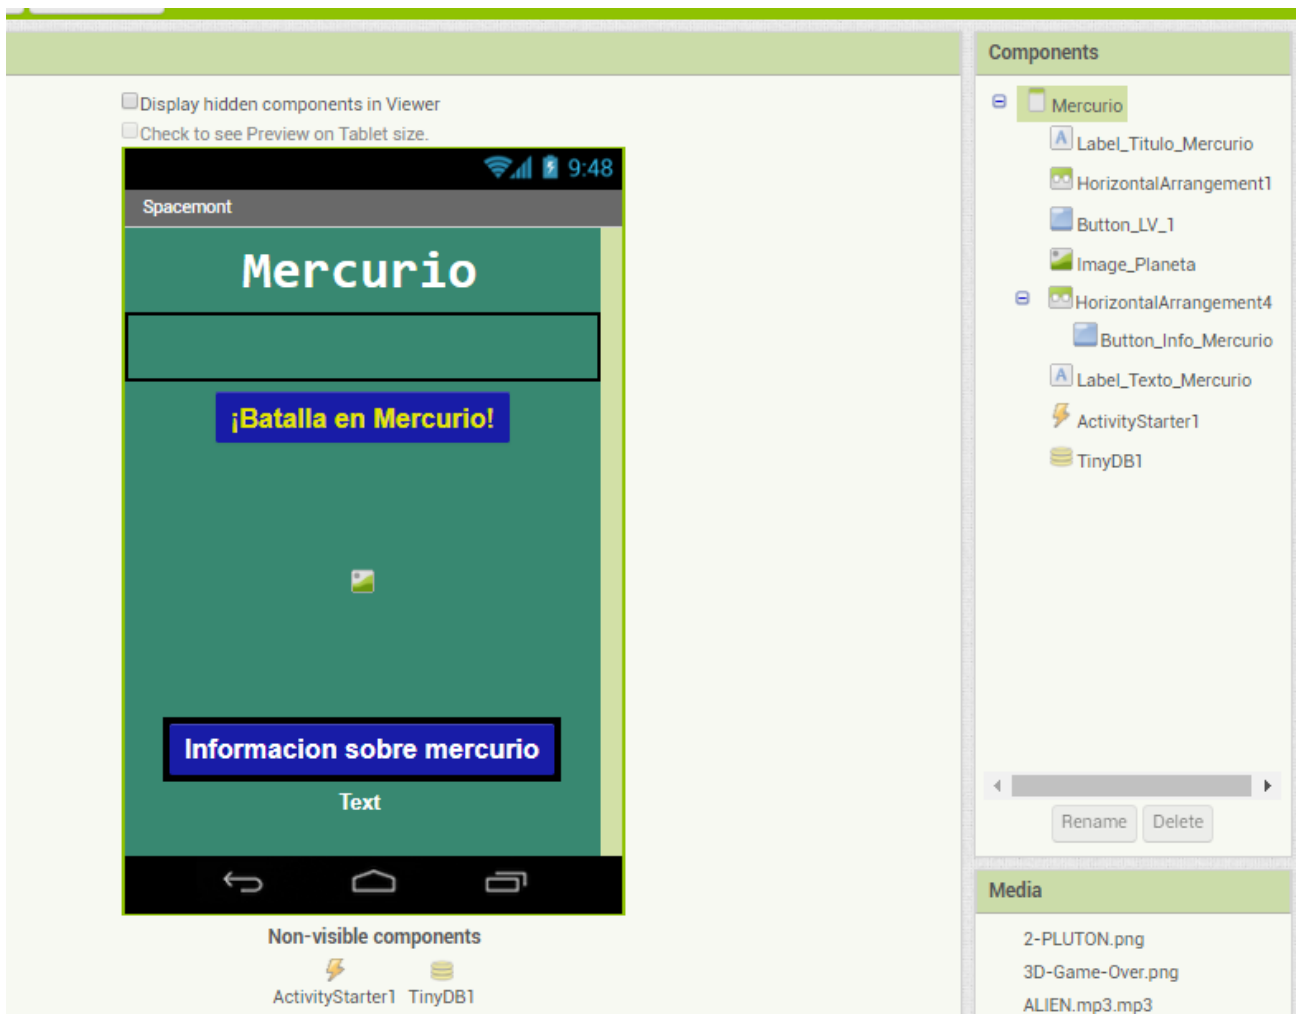 Display hidden components in Viewer
Check to see Preview on Tablet size.
9:48
Spacemont
Mercurio
¡Batalla en Mercurio!
Informacion sobre mercurio
Text
Non-visible components
ActivityStarter1 TinyDB1
Components
Mercurio
A Label_Titulo_Mercurio
HorizontalArrangement1
Button_LV_1
Image_Planeta
HorizontalArrangement4
Button_Info_Mercurio
A Label_Texto_Mercurio
ActivityStarter1
TinyDB1
Rename Delete
Media
2-PLUTON.png
3D-Game-Over.png
ALIEN.mp3.mp3